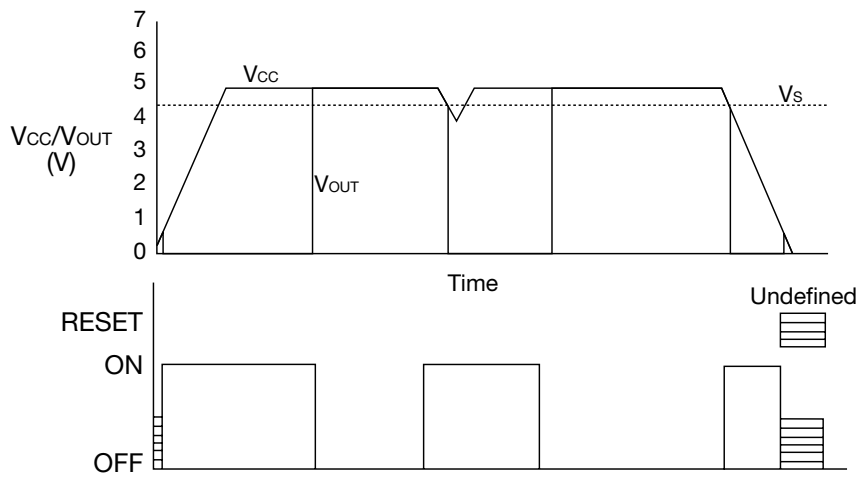 7
6
5
4
3
2
1
0
VCC/VOUT
(V)
VCC
VS
VOUT
Time
Undefined
RESET
ON
OFF